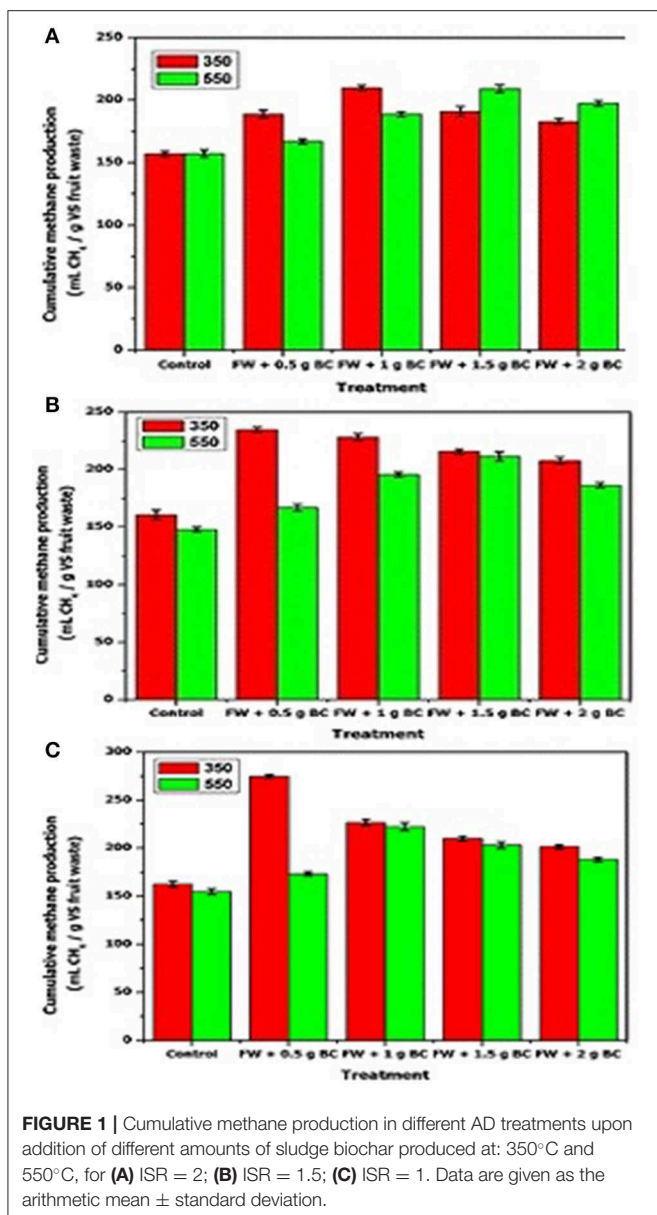 A
250
200
150
100
50
0
350
550
Cumulative methane production
(mL CH₄ / g VS fruit waste)
Control FW + 0.5 g BC FW + 1 g BC FW + 1.5 g BC FW + 2 g BC
Treatment
B
250
200
150
100
50
0
350
550
Cumulative methane production
(mL CH₄ / g VS fruit waste)
Control FW + 0.5 g BC FW + 1 g BC FW + 1.5 g BC FW + 2 g BC
Treatment
C
300
250
200
150
100
50
0
350
550
Cumulative methane production
(mL CH₄ / g VS fruit waste)
Control FW + 0.5 g BC FW + 1 g BC FW + 1.5 g BC FW + 2 g BC
Treatment
FIGURE 1 | Cumulative methane production in different AD treatments upon
addition of different amounts of sludge biochar produced at: 350°C and
550°C, for (A) ISR = 2; (B) ISR = 1.5; (C) ISR = 1. Data are given as the
arithmetic mean ± standard deviation.